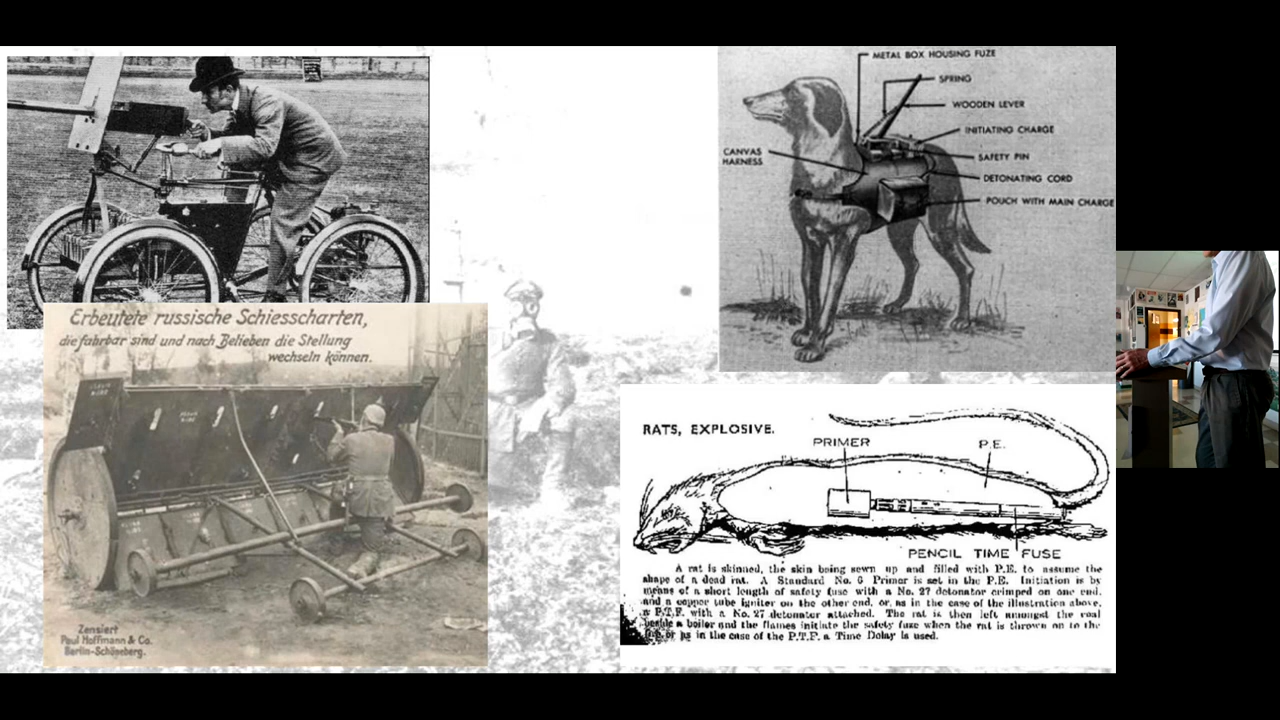 Erbeutete russische Schiesscharten,
die fahrbar sind und nach Belieben die Stellung
wechseln können.
Zensiert
Paul Hoffmann & Co.
Berlin-Schöneberg.
METAL BOX HOUSING FUZE
SPRING
WOODEN LEVER
INITIATING CHARGE
CANVAS
HARNESS
SAFETY PIN
DETONATING CORD
POUCH WITH MAIN CHARGE
RATS, EXPLOSIVE.
PRIMER
P.E.
PENCIL TIME FUSE
A rat is skinned, the skin being sewn up and filled with P.E. to assume the
shape of a dead rat. A Standard No. 6 Primer is set in the P.E. Initiation is by
means of a short length of safety fuse with a No. 27 detonator crimped on one end,
and a copper tube igniter on the other end, or, as in the case of the illustration above,
a P.T.F. with a No. 27 detonator attached. The rat is then left amongst the coal
beside a boiler and the flames initiate the safety fuse when the rat is thrown on to the
or as in the case of the P.T.F. a Time Delay is used.